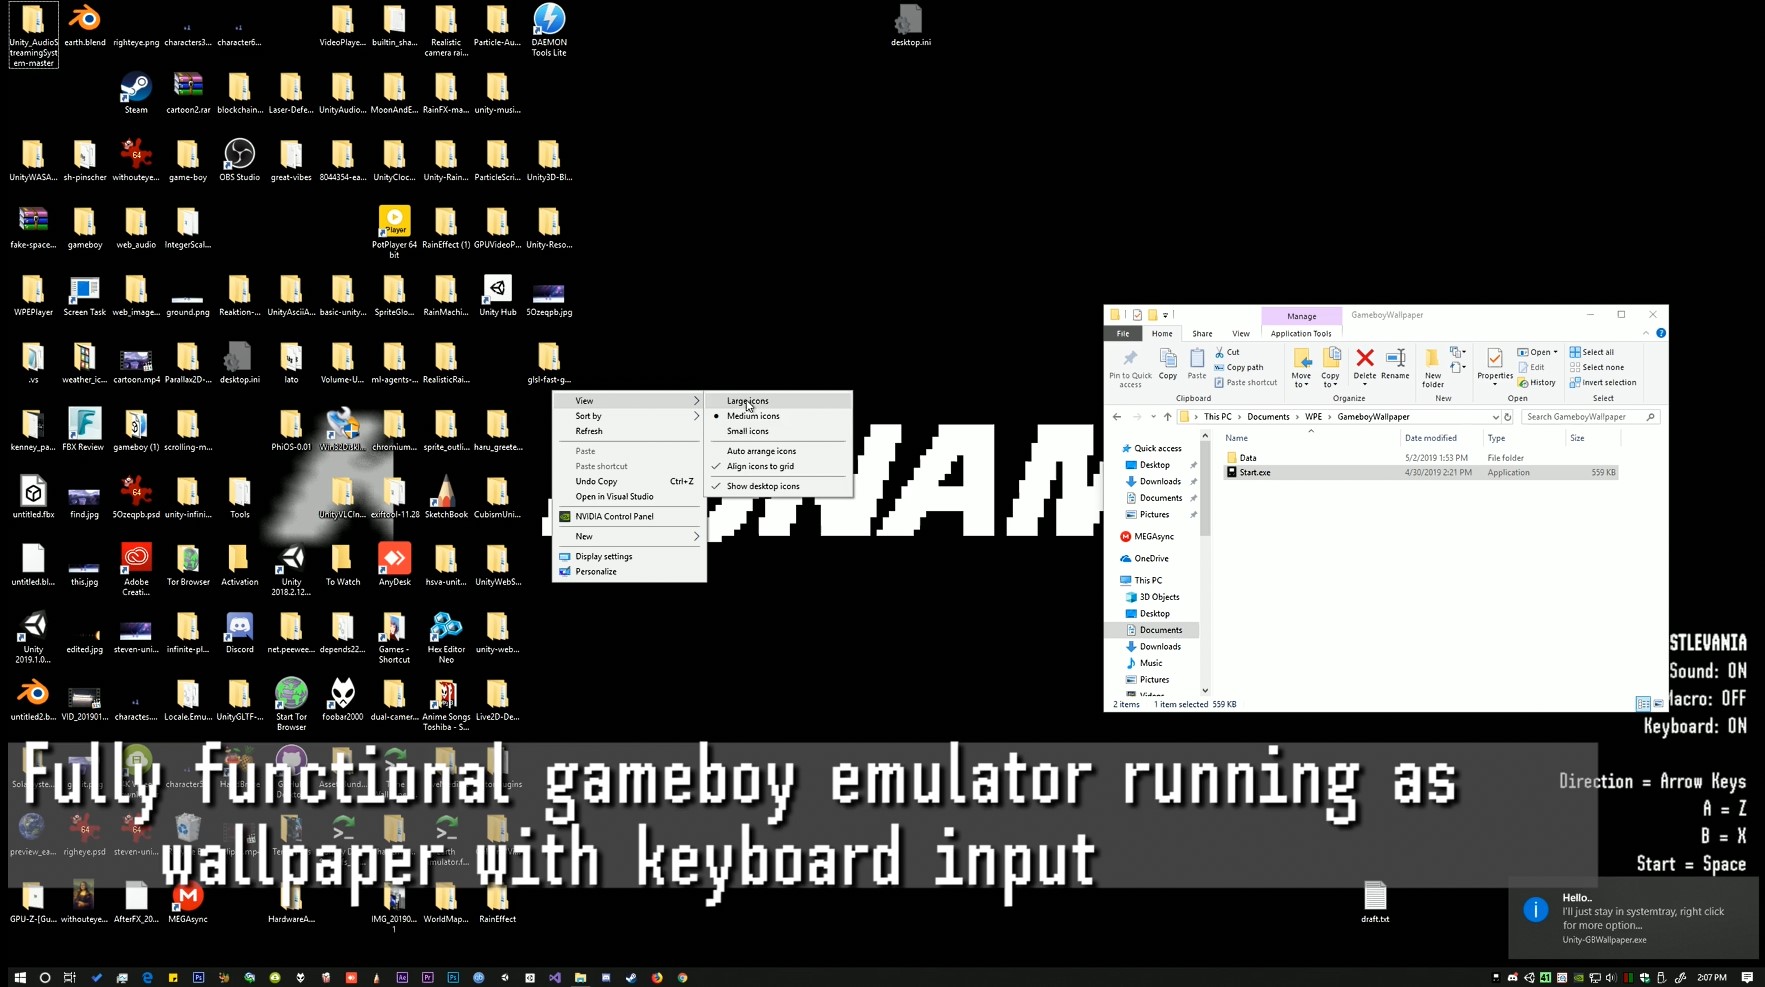 Unity_AudioS
treamingSyst
em-master
earth.blend
righteye.png
characters3...
character6...
VideoPlaye...
builtin_sha...
Realistic
camera rai...
Particle-Au...
DAEMON
Tools Lite
desktop.ini
Steam
cartoon2.rar
blockchain...
Laser-Defe...
UnityAudio...
MoonAndE...
RainFX-ma...
unity-musi...
UnityWASA...
sh-pinscher
withouteye...
game-boy
OBS Studio
great-vibes
8044354-ea...
UnityCloc...
Unity-Rain...
ParticleScri...
Unity3D-Bl...
fake-space...
gameboy
web_audio
IntegerScal...
PotPlayer 64
bit
RainEffect (1)
GPUVideoP...
Unity-Reso...
WPEPlayer
Screen Task
web_image...
ground.png
Reaktion-...
UnityAsciiA...
basic-unity...
SpriteGlo...
RainMachi...
Unity Hub
5Ozeqpb.jpg
.vs
weather_ic...
cartoon.mp4
Parallax2D-...
desktop.ini
lato
Volume-U...
ml-agents-...
RealisticRai...
glsl-fast-g...
kenney_pa...
FBX Review
gameboy (1)
scrolling-m...
PhiOS-0.01
chromium...
sprite_outli...
haru_greete...
untitled.fbx
find.jpg
5Ozeqpb.psd
unity-infini...
Tools
UnityVLCIn...
exiftool-11.28
SketchBook
CubismUni...
untitled.bl...
this.jpg
Adobe
Creati...
Tor Browser
Activation
Unity
2018.2.12...
To Watch
AnyDesk
hsva-unit...
UnityWebS...
Unity
2019.1.0...
edited.jpg
steven-uni...
infinite-pl...
Discord
net.peewee...
depends22...
Games -
Shortcut
Hex Editor
Neo
unity-web...
untitled2.b...
VID_201901...
character...
Locale.Emu...
UnityGLTF-...
Start Tor
Browser
foobar2000
dual-camer...
Anime Songs
Toshiba - S...
Live2D-De...
View
Sort by
Refresh
Paste
Paste shortcut
Undo Copy Ctrl+Z
Open in Visual Studio
NVIDIA Control Panel
New
Display settings
Personalize
Large icons
Medium icons
Small icons
Auto arrange icons
Align icons to grid
Show desktop icons
Manage GameboyWallpaper
File Home Share View Application Tools
Pin to Quick
access
Copy
Paste
Cut
Copy path
Paste shortcut
Move
to
Copy
to
Delete
Rename
New
folder
Properties
Open
Edit
History
Select all
Select none
Invert selection
Clipboard Organize New Open Select
This PC Documents WPE GameboyWallpaper Search GameboyWallpaper
Name Date modified Type Size
Data 5/2/2019 1:53 PM File folder
Start.exe 4/30/2019 2:21 PM Application 559 KB
Quick access
Desktop
Downloads
Documents
Pictures
MEGAsync
OneDrive
This PC
3D Objects
Desktop
Documents
Downloads
Music
Pictures
Videos
2 items 1 item selected 559 KB
STLEVANIA
Sound: ON
Macro: OFF
Keyboard: ON
Direction = Arrow Keys
A = Z
B = X
Start = Space
Fully functional gameboy emulator running as
wallpaper with keyboard input
preview_ea...
righeye.psd
steven-uni...
GPU-Z-[Gu...
withouteye...
AfterFX_20...
MEGAsync
HardwareA...
IMG_20190...
1
WorldMap...
RainEffect
draft.txt
Hello..
I'll just stay in systemtray, right click
for more option...
Unity-GBWallpaper.exe
41
2:07 PM